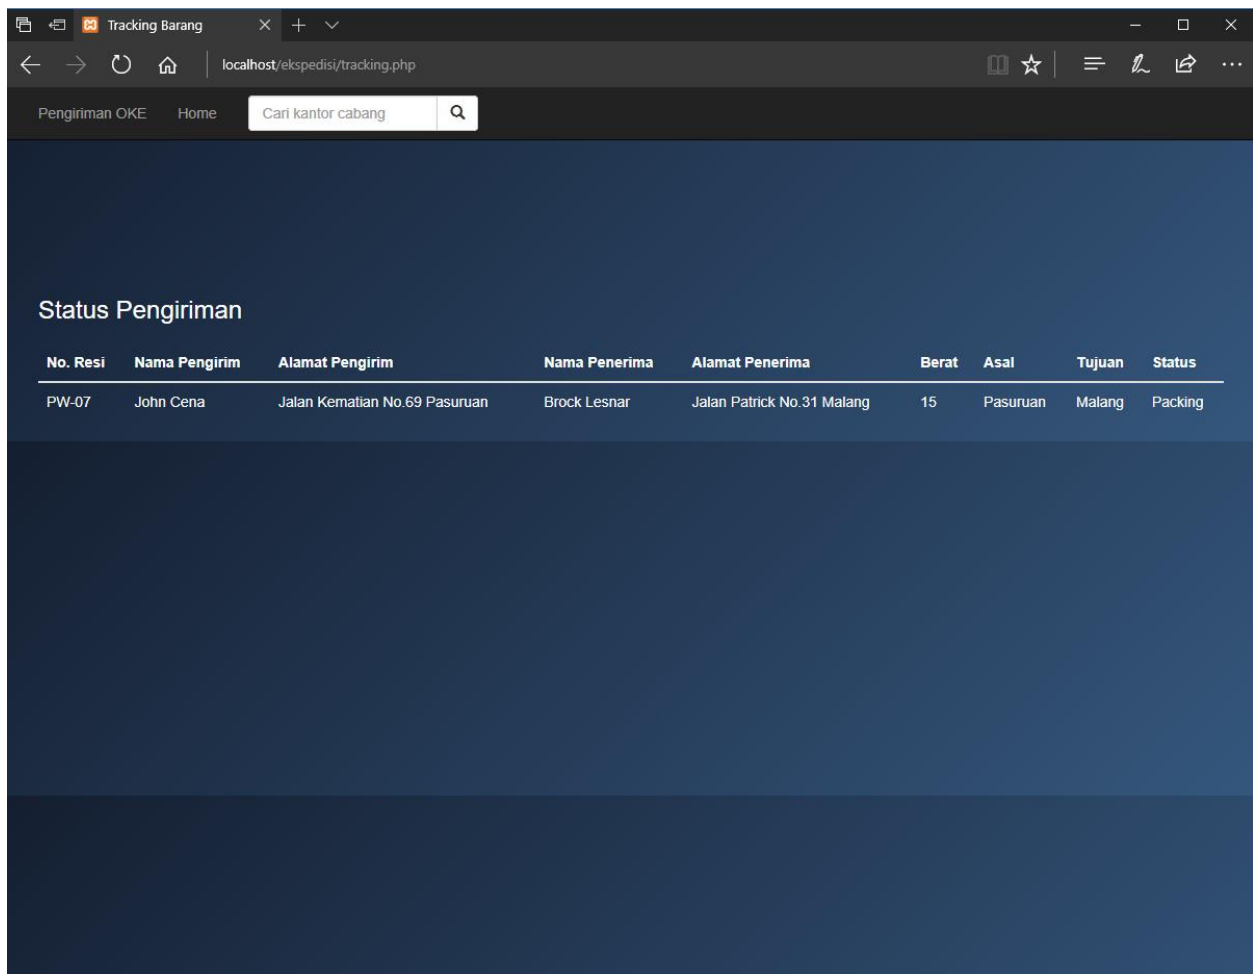 Tracking Barang
localhost/ekspedisi/tracking.php
Pengiriman OKE Home Cari kantor cabang
Status Pengiriman
No. Resi Nama Pengirim Alamat Pengirim Nama Penerima Alamat Penerima Berat Asal Tujuan Status
PW-07 John Cena Jalan Kematian No.69 Pasuruan Brock Lesnar Jalan Patrick No.31 Malang 15 Pasuruan Malang Packing